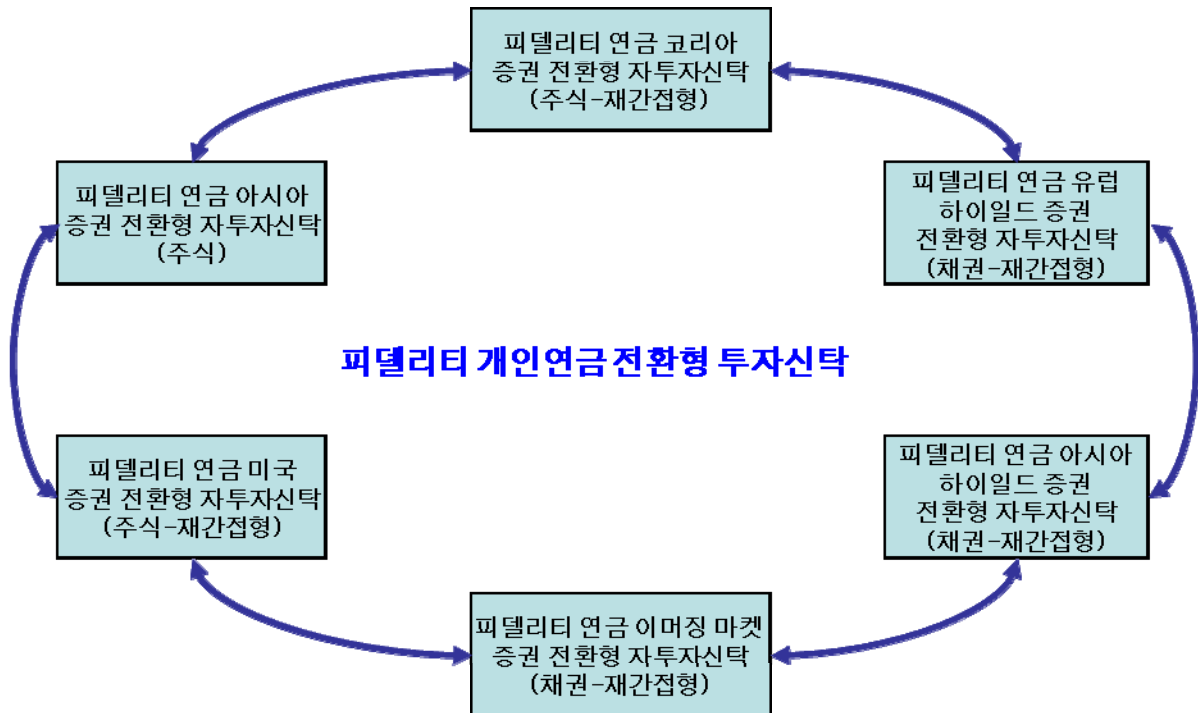 피델리티 연금 코리아
증권 전환형 자투자신탁
(주식-재간접형)
피델리티 연금 아시아
증권 전환형 자투자신탁
(주식)
피델리티 연금 유럽
하이일드 증권
전환형 자투자신탁
(채권-재간접형)
피델리티 개인연금 전환형 투자신탁
피델리티 연금 미국
증권 전환형 자투자신탁
(주식-재간접형)
피델리티 연금 아시아
하이일드 증권
전환형 자투자신탁
(채권-재간접형)
피델리티 연금 이머징 마켓
증권 전환형 자투자신탁
(채권-재간접형)